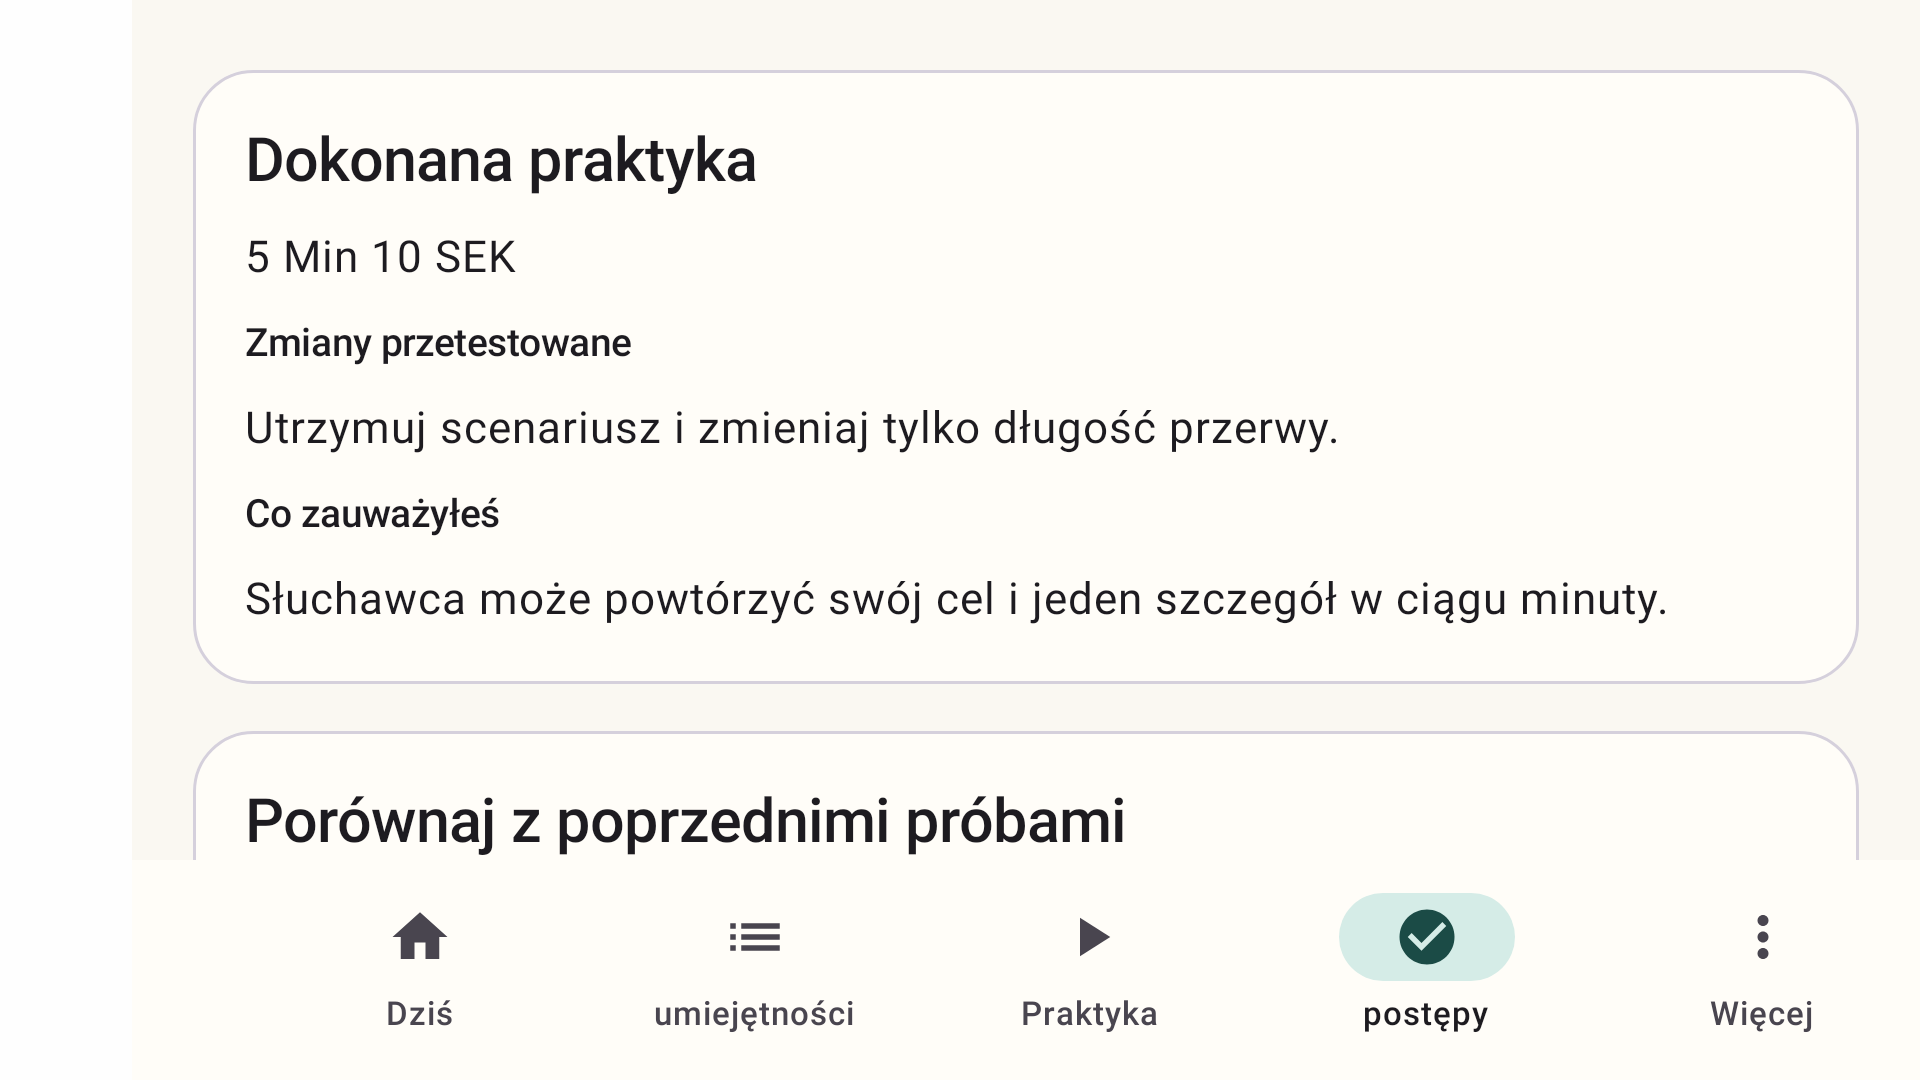 Dokonana praktyka
5 Min 10 SEK
Zmiany przetestowane
Utrzymuj scenariusz i zmieniaj tylko długość przerwy.
Co zauważyłeś
Słuchawca może powtórzyć swój cel i jeden szczegół w ciągu minuty.
Porównaj z poprzednimi próbami
Dziś
umiejętności
Praktyka
postępy
Więcej